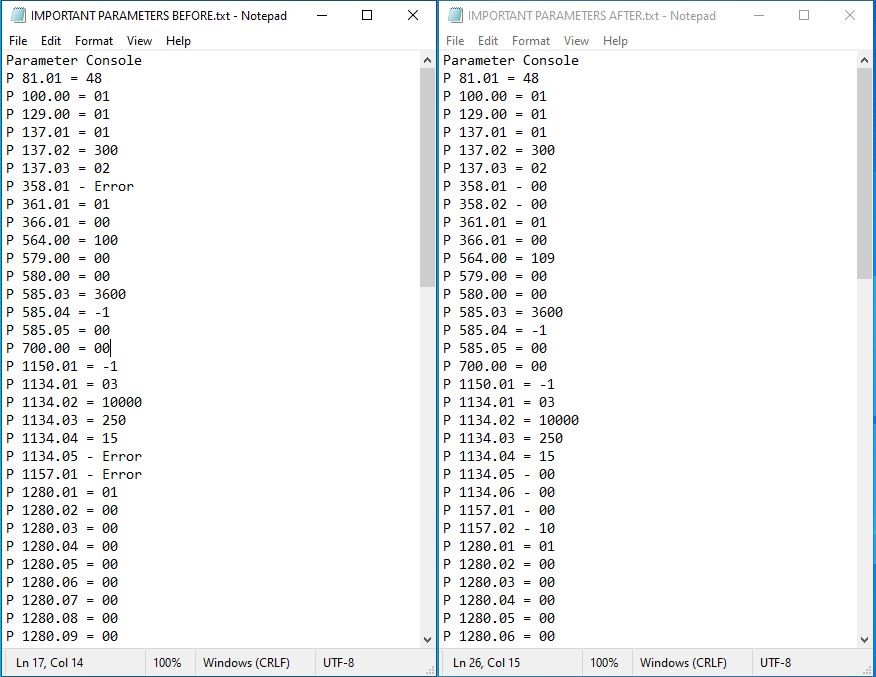 IMPORTANT PARAMETERS BEFORE.txt - Notepad
File Edit Format View Help
Parameter Console
P 81.01 = 48
P 100.00 = 01
P 129.00 = 01
P 137.01 = 01
P 137.02 = 300
P 137.03 = 02
P 358.01 - Error
P 361.01 = 01
P 366.01 = 00
P 564.00 = 100
P 579.00 = 00
P 580.00 = 00
P 585.03 = 3600
P 585.04 = -1
P 585.05 = 00
P 700.00 = 00
P 1150.01 = -1
P 1134.01 = 03
P 1134.02 = 10000
P 1134.03 = 250
P 1134.04 = 15
P 1134.05 - Error
P 1157.01 - Error
P 1280.01 = 01
P 1280.02 = 00
P 1280.03 = 00
P 1280.04 = 00
P 1280.05 = 00
P 1280.06 = 00
P 1280.07 = 00
P 1280.08 = 00
P 1280.09 = 00
Ln 17, Col 14 100% Windows (CRLF) UTF-8
IMPORTANT PARAMETERS AFTER.txt - Notepad
File Edit Format View Help
Parameter Console
P 81.01 = 48
P 100.00 = 01
P 129.00 = 01
P 137.01 = 01
P 137.02 = 300
P 137.03 = 02
P 358.01 - 00
P 358.02 - 00
P 361.01 = 01
P 366.01 = 00
P 564.00 = 109
P 579.00 = 00
P 580.00 = 00
P 585.03 = 3600
P 585.04 = -1
P 585.05 = 00
P 700.00 = 00
P 1150.01 = -1
P 1134.01 = 03
P 1134.02 = 10000
P 1134.03 = 250
P 1134.04 = 15
P 1134.05 - 00
P 1134.06 - 00
P 1157.01 - 00
P 1157.02 - 10
P 1280.01 = 01
P 1280.02 = 00
P 1280.03 = 00
P 1280.04 = 00
P 1280.05 = 00
P 1280.06 = 00
Ln 26, Col 15 100% Windows (CRLF) UTF-8